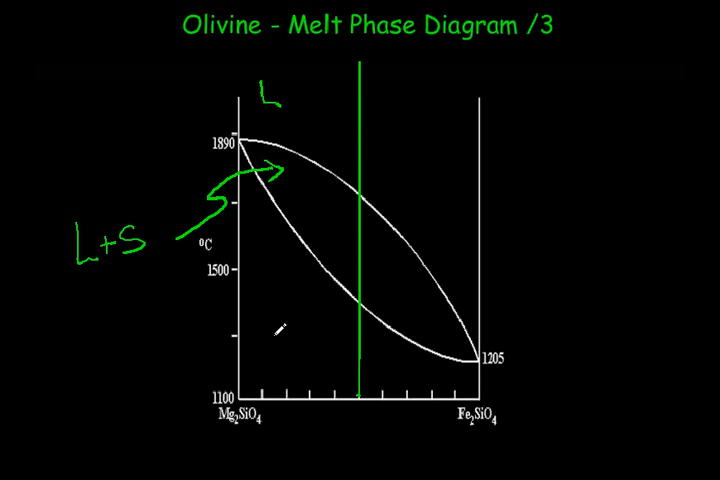 Olivine - Melt Phase Diagram /3
L
1890
L+S
°C
1500
1205
1100
Mg₂SiO₄
Fe₂SiO₄